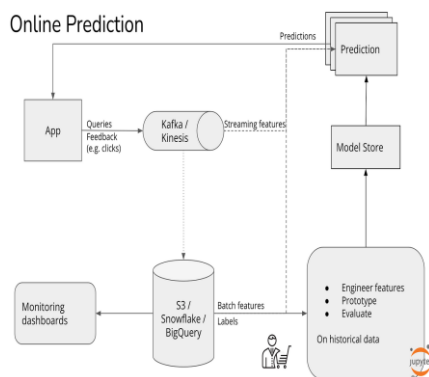 Online Prediction
Predictions
Prediction
App
Queries
Feedback
(e.g. clicks)
Kafka /
Kinesis
Streaming features
Model Store
Monitoring
dashboards
S3 /
Snowflake /
BigQuery
Batch features
Labels
Engineer features
Prototype
Evaluate
On historical data
jupyter